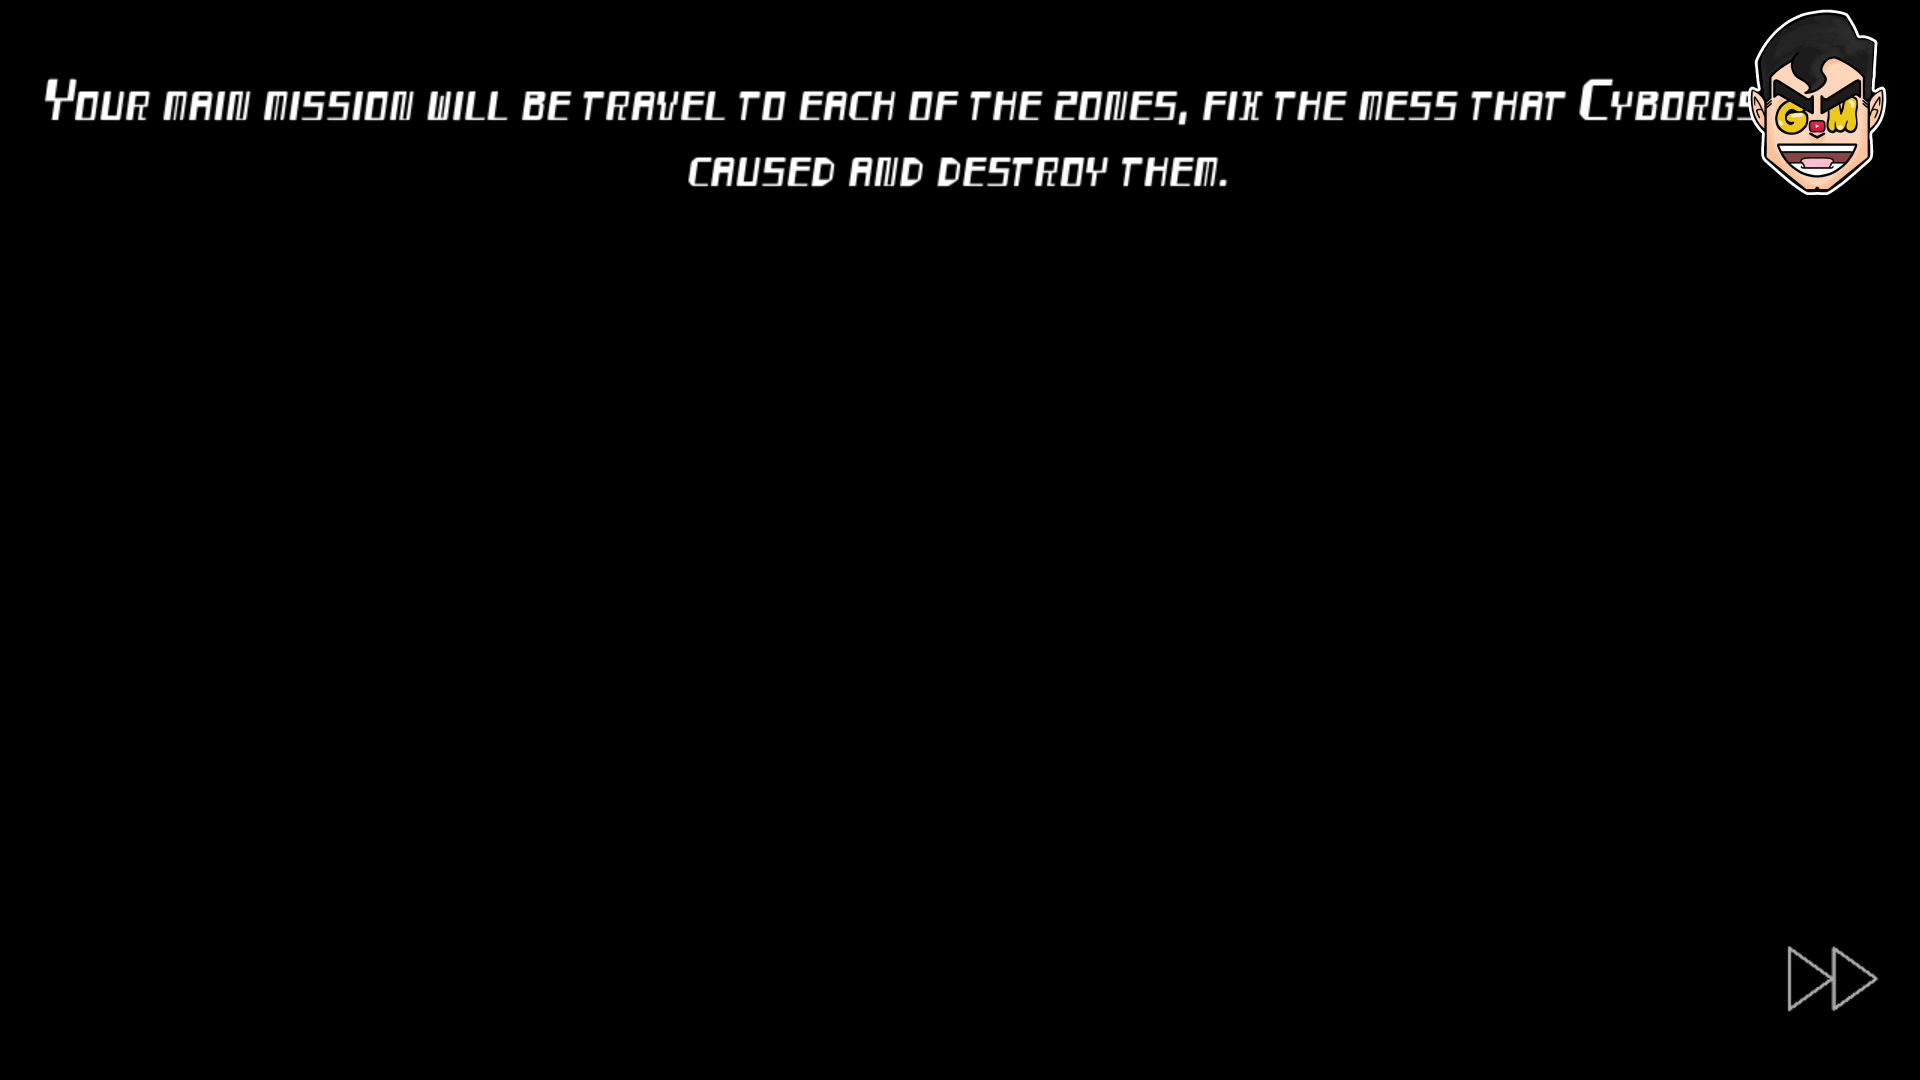 Your main mission will be travel to each of the zones, fix the mess that Cyborgs
caused and destroy them.
GM